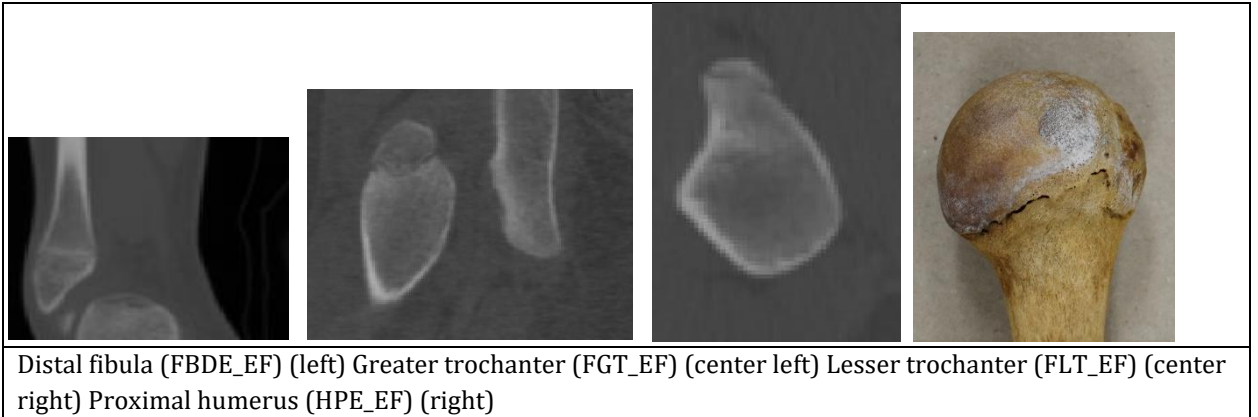 Distal fibula (FBDE_EF) (left) Greater trochanter (FGT_EF) (center left) Lesser trochanter (FLT_EF) (center
right) Proximal humerus (HPE_EF) (right)